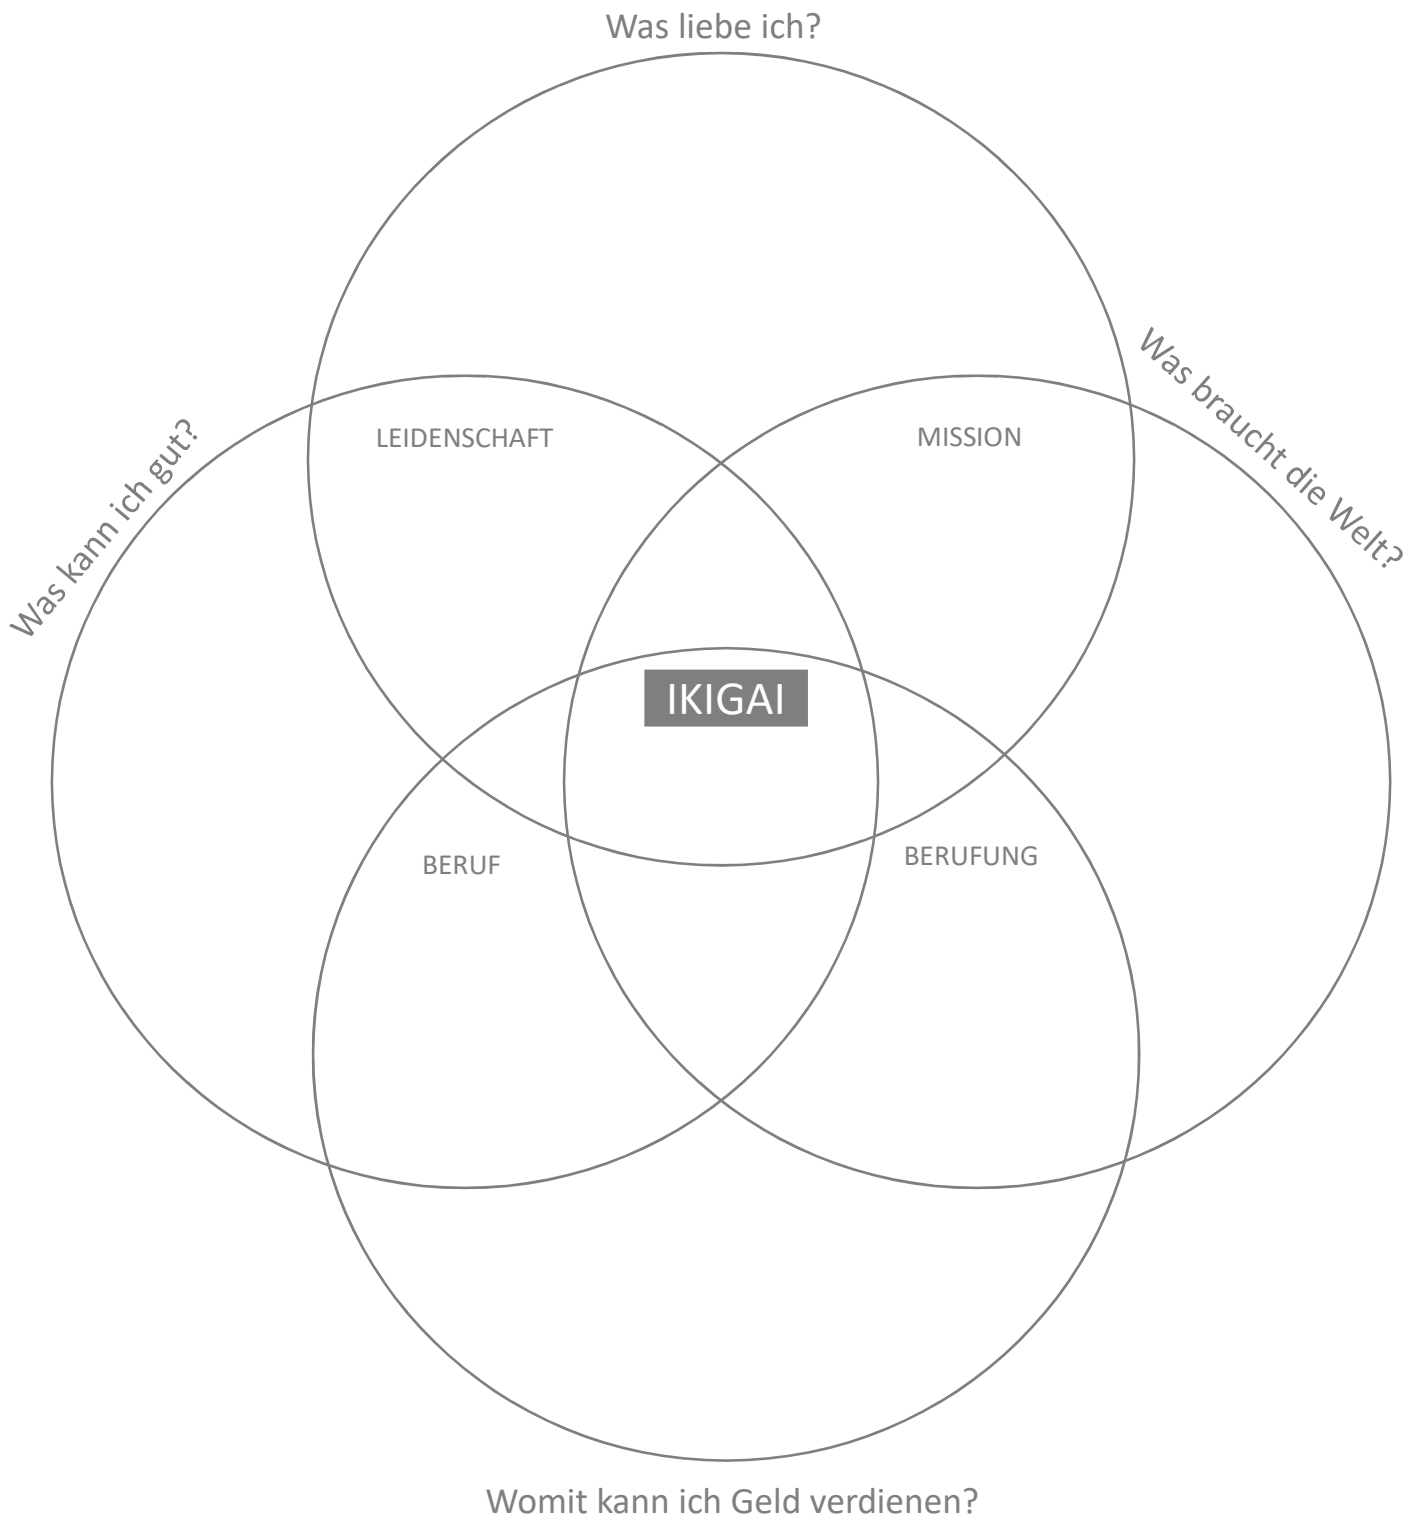 Was liebe ich?
Was braucht die Welt?
Was kann ich gut?
LEIDENSCHAFT
MISSION
IKIGAI
BERUF
BERUFUNG
Womit kann ich Geld verdienen?